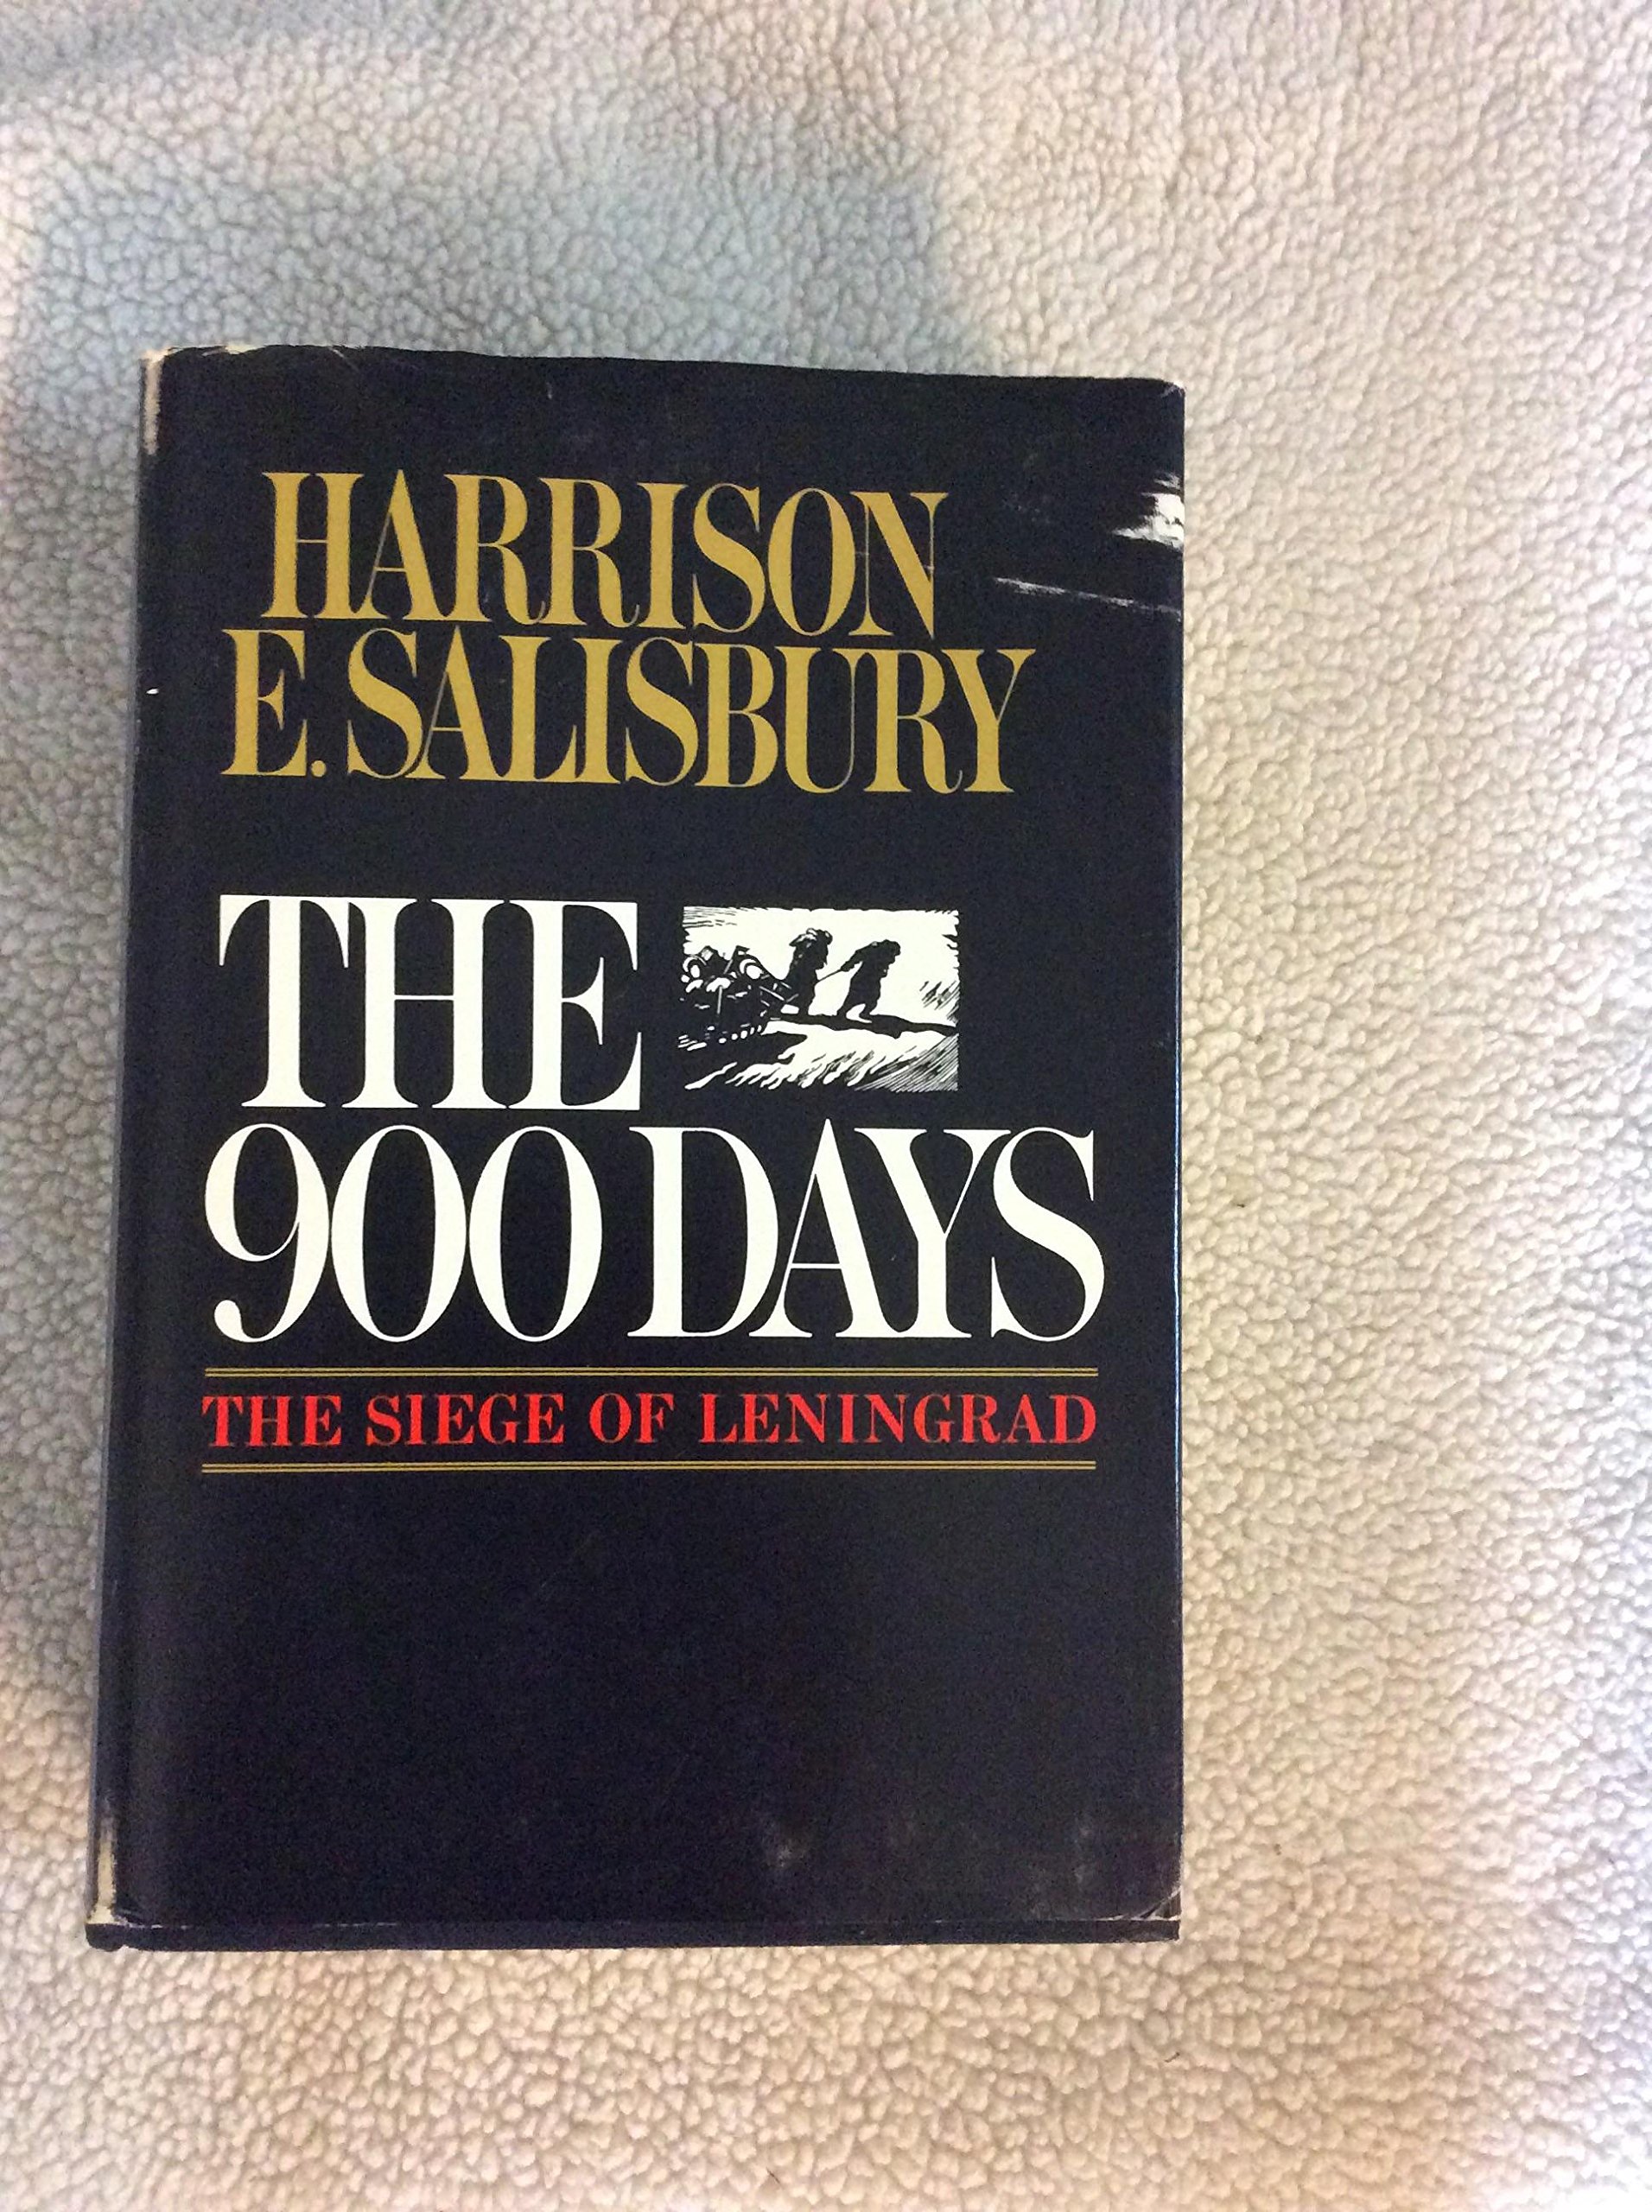 HARRISON
E. SALISBURY
THE
900 DAYS
THE SIEGE OF LENINGRAD